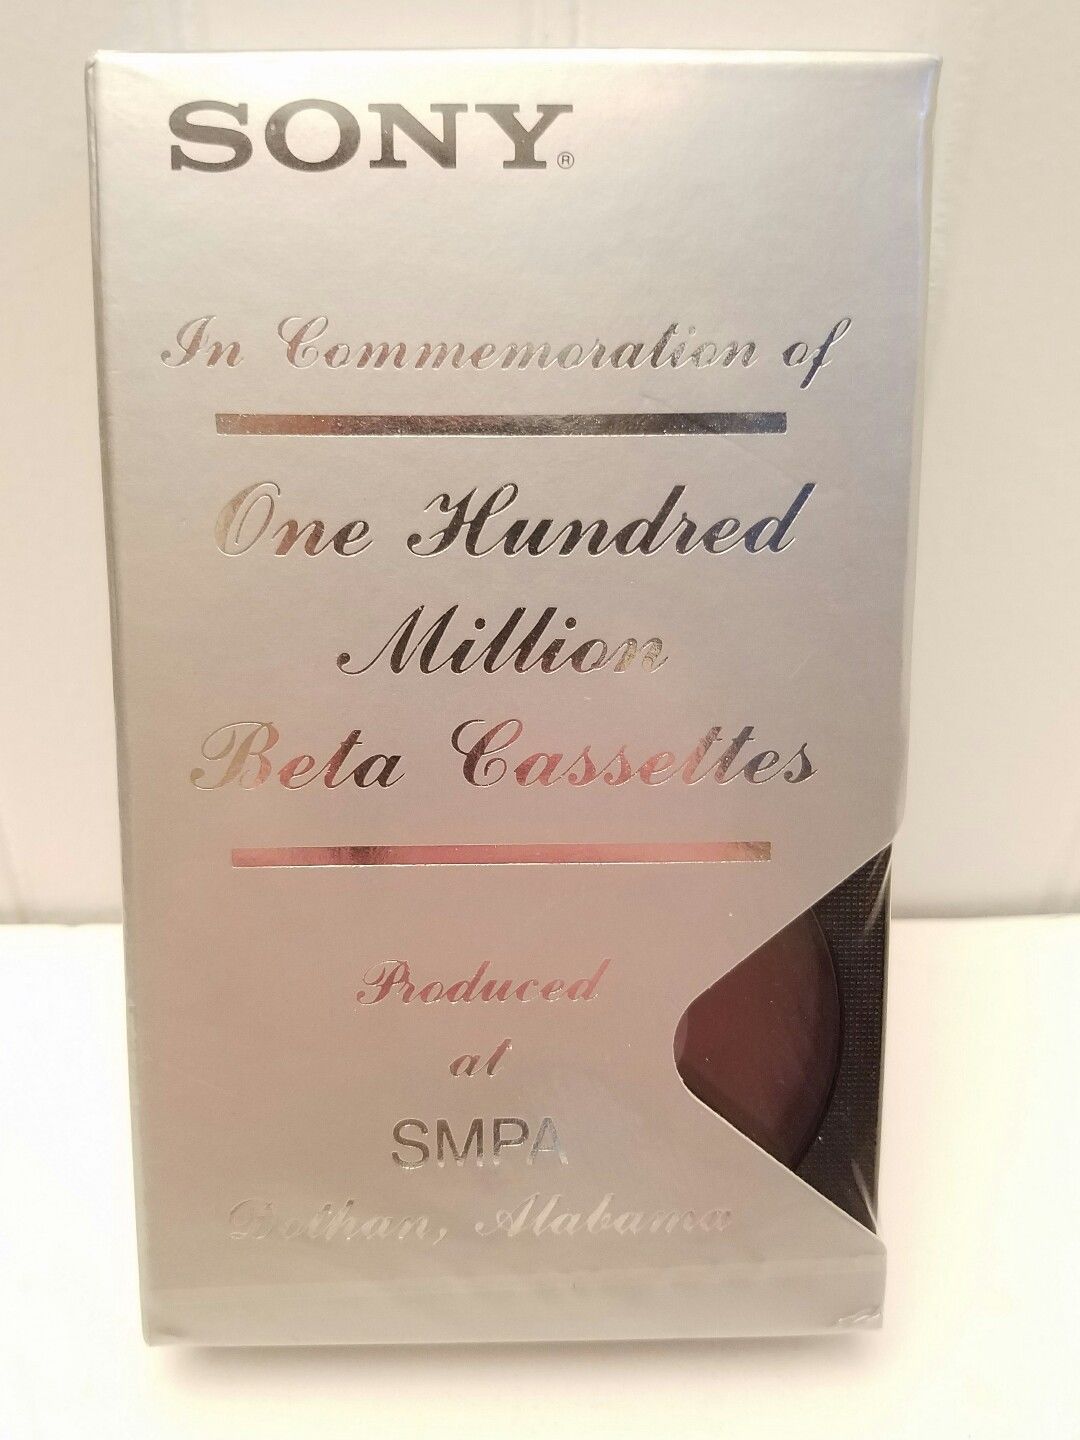 SONY®
In Commemoration of
One Hundred
Million
Beta Cassettes
Produced
at
SMPA
Dothan, Alabama